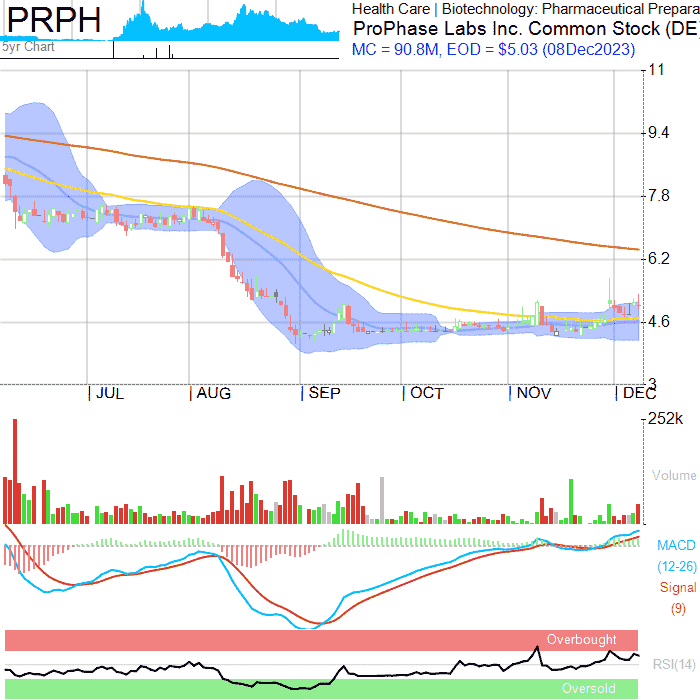 PRPH
5yr Chart
Health Care | Biotechnology: Pharmaceutical Prepara
ProPhase Labs Inc. Common Stock (DE
MC = 90.8M, EOD = $5.03 (08Dec2023)
11
9.4
7.8
6.2
4.6
3
JUL AUG SEP OCT NOV DEC
252k
Volume
MACD
(12-26)
Signal
(9)
Overbought
RSI(14)
Oversold